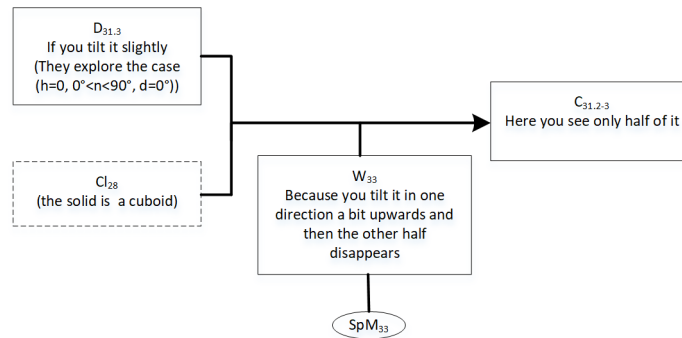 D31.3
If you tilt it slightly
(They explore the case
(h=0, 0°<n<90°, d=0°))
C31.2-3
Here you see only half of it
Cl28
(the solid is a cuboid)
W33
Because you tilt it in one
direction a bit upwards and
then the other half
disappears
SpM33